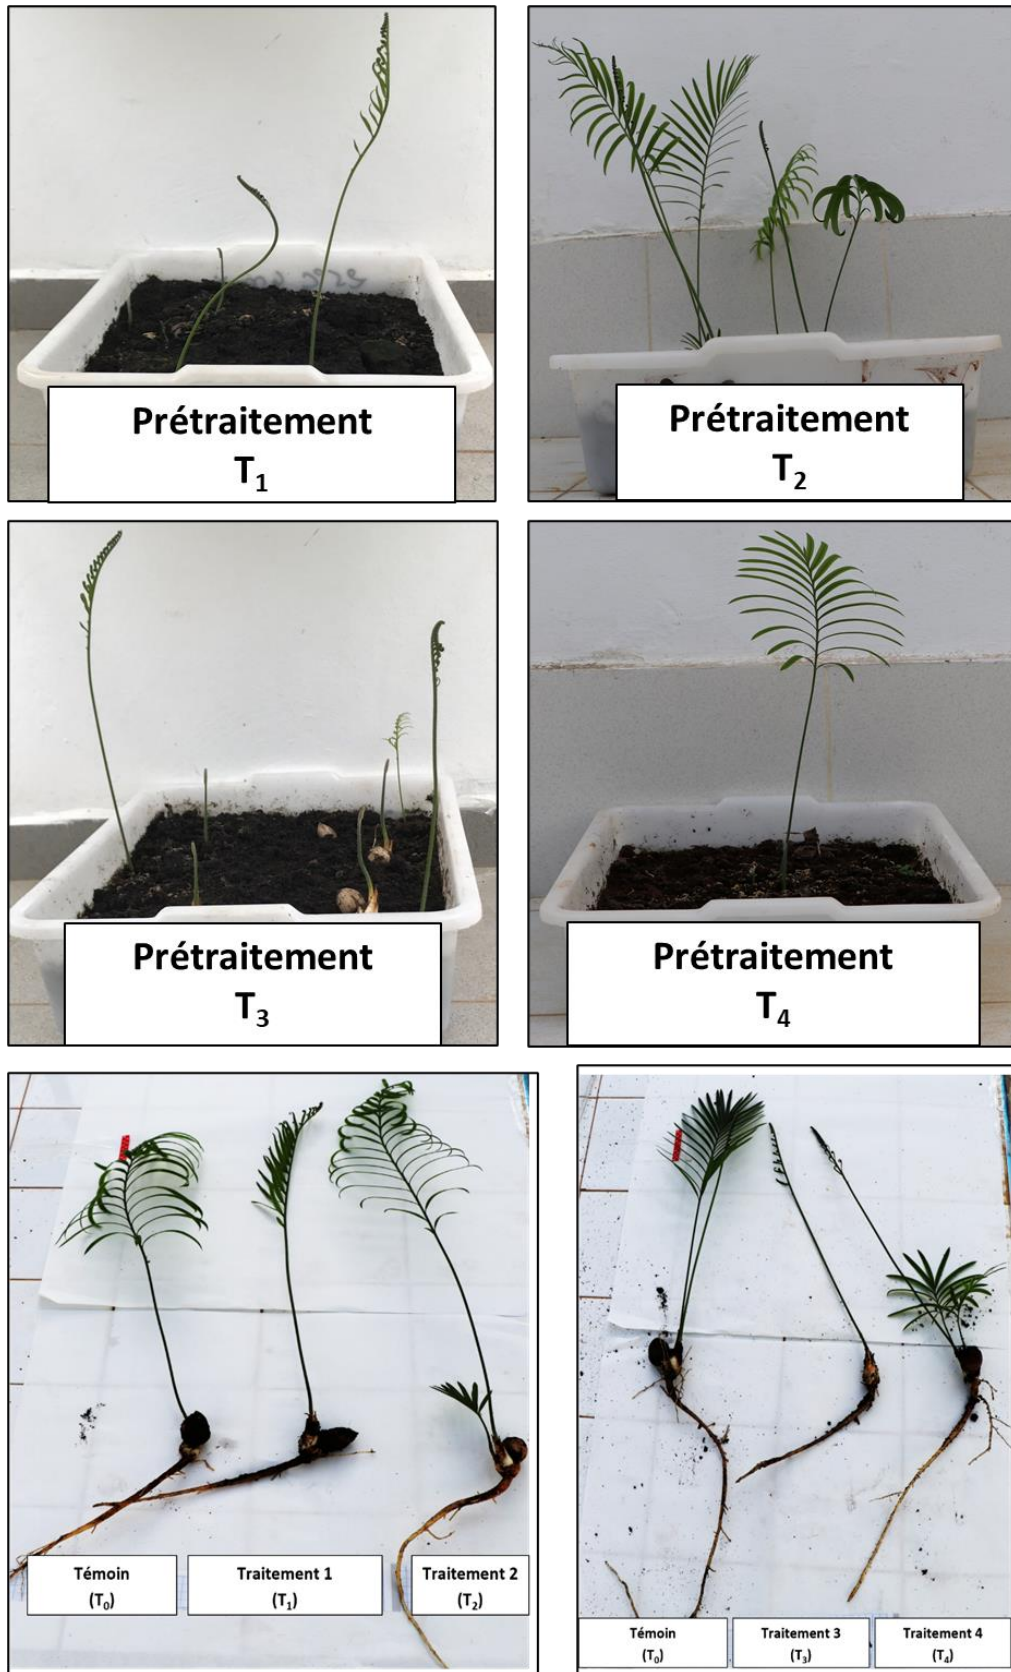 Prétraitement
T₁
Prétraitement
T₂
Prétraitement
T₃
Prétraitement
T₄
Témoin
(T₀)
Traitement 1
(T₁)
Traitement 2
(T₂)
Témoin
(T₀)
Traitement 3
(T₃)
Traitement 4
(T₄)